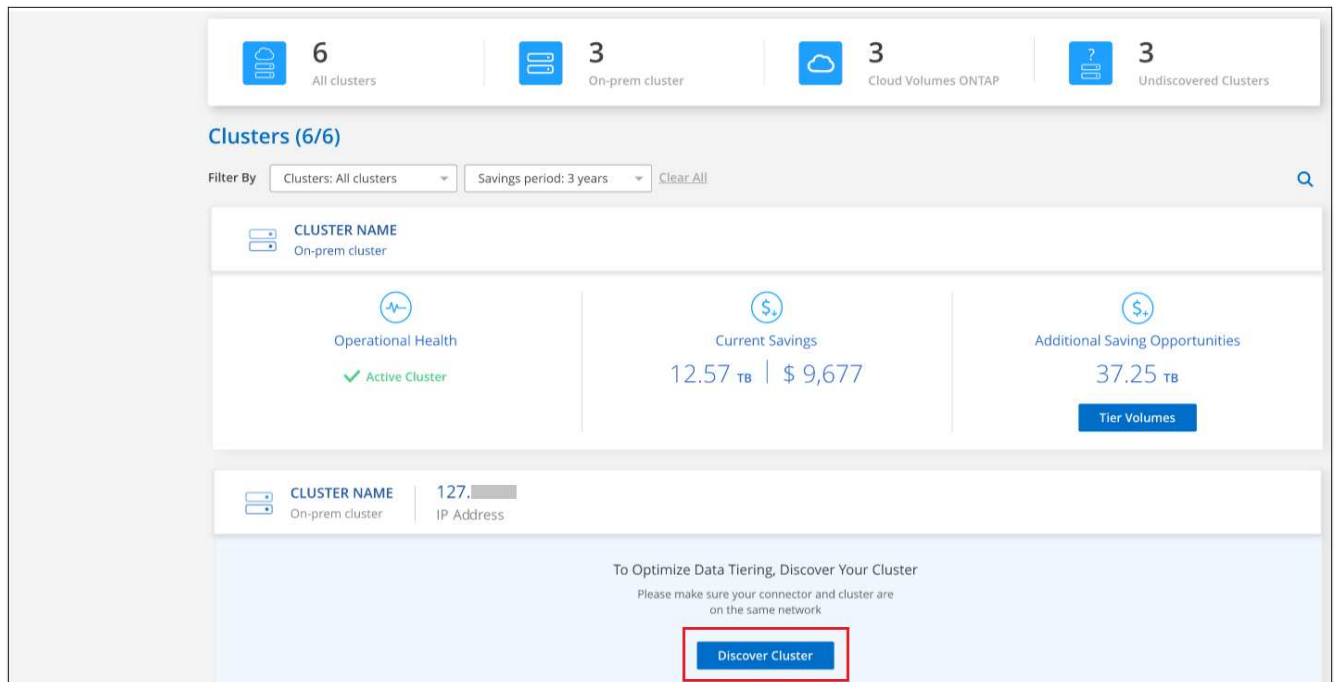 6
All clusters
3
On-prem cluster
3
Cloud Volumes ONTAP
?
3
Undiscovered Clusters
Clusters (6/6)
Filter By
Clusters: All clusters
Savings period: 3 years
Clear All
CLUSTER NAME
On-prem cluster
Operational Health
Active Cluster
$
Current Savings
12.57 TB | $ 9,677
$+
Additional Saving Opportunities
37.25 TB
Tier Volumes
CLUSTER NAME
On-prem cluster
127.
IP Address
To Optimize Data Tiering, Discover Your Cluster
Please make sure your connector and cluster are
on the same network
Discover Cluster